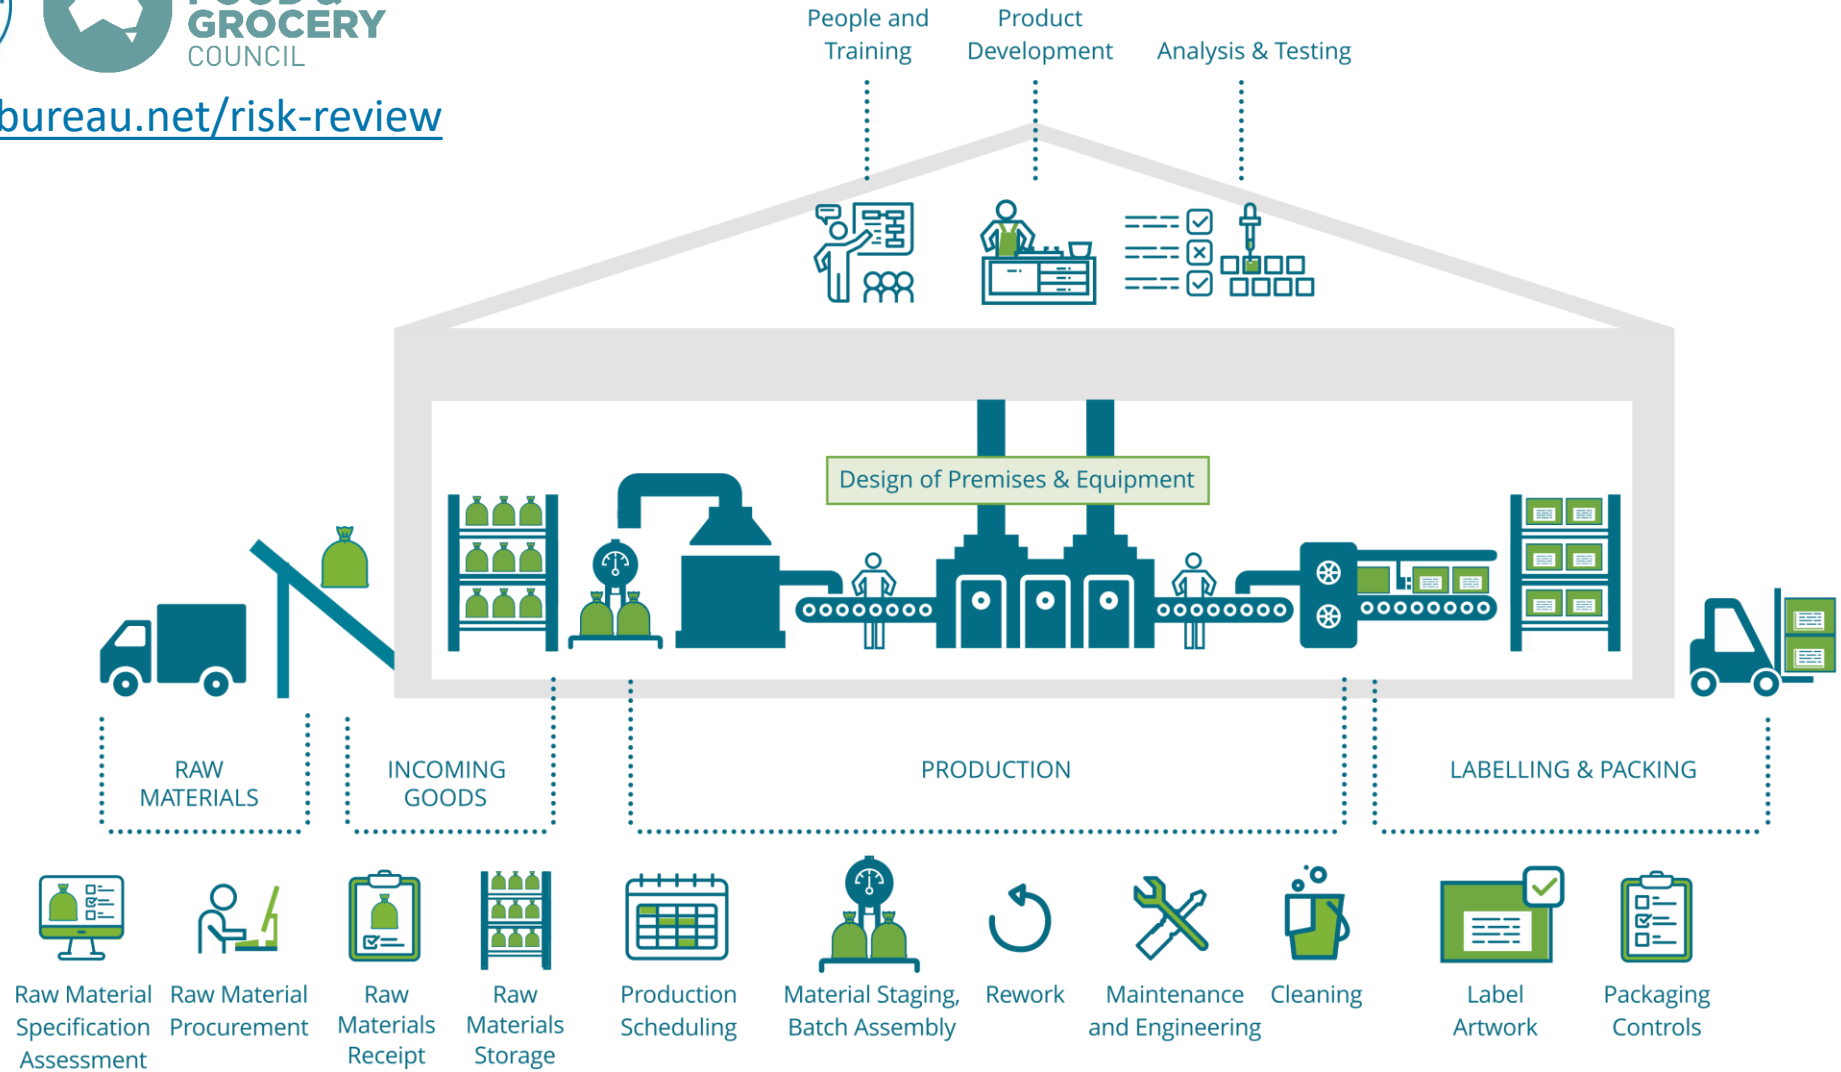 GROCERY
COUNCIL
bureau.net/risk-review
People and
Training
Product
Development
Analysis & Testing
Design of Premises & Equipment
RAW
MATERIALS
INCOMING
GOODS
PRODUCTION
LABELLING & PACKING
Raw Material
Specification
Assessment
Raw Material
Procurement
Raw
Materials
Receipt
Raw
Materials
Storage
Production
Scheduling
Material Staging,
Batch Assembly
Rework
Maintenance
and Engineering
Cleaning
Label
Artwork
Packaging
Controls